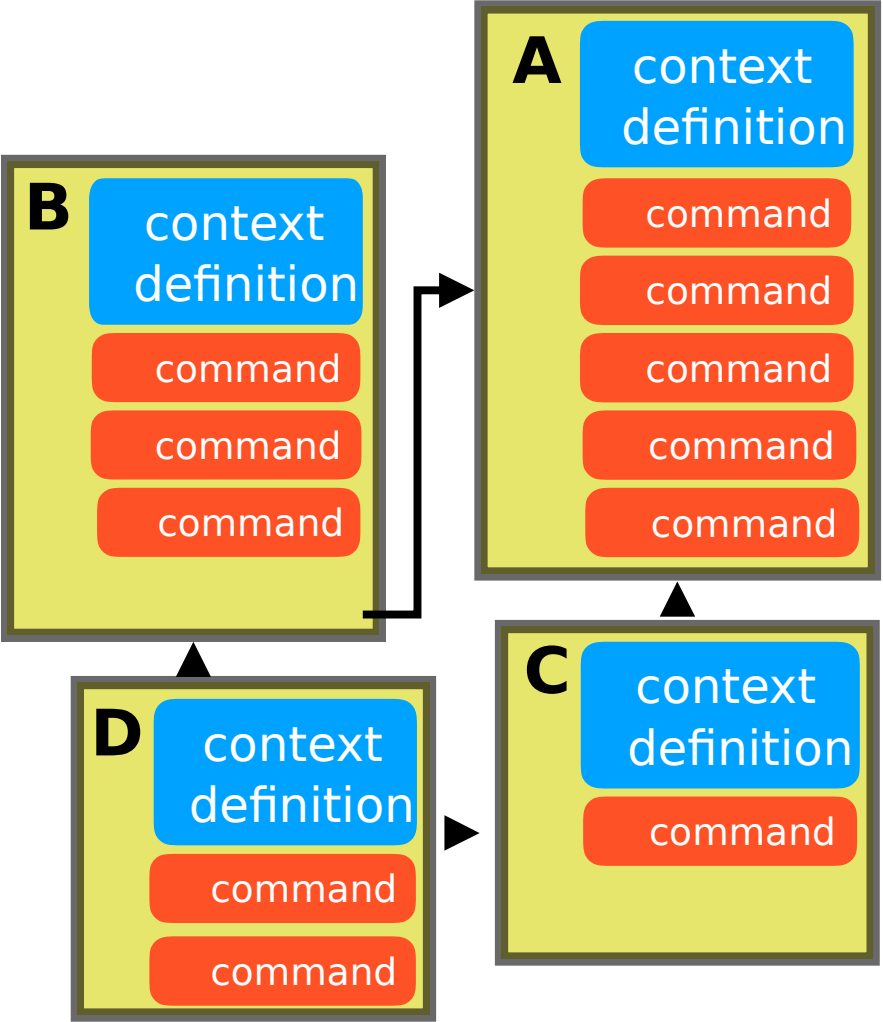 A
context
definition
command
command
command
command
command
B
context
definition
command
command
command
C
context
definition
command
D
context
definition
command
command